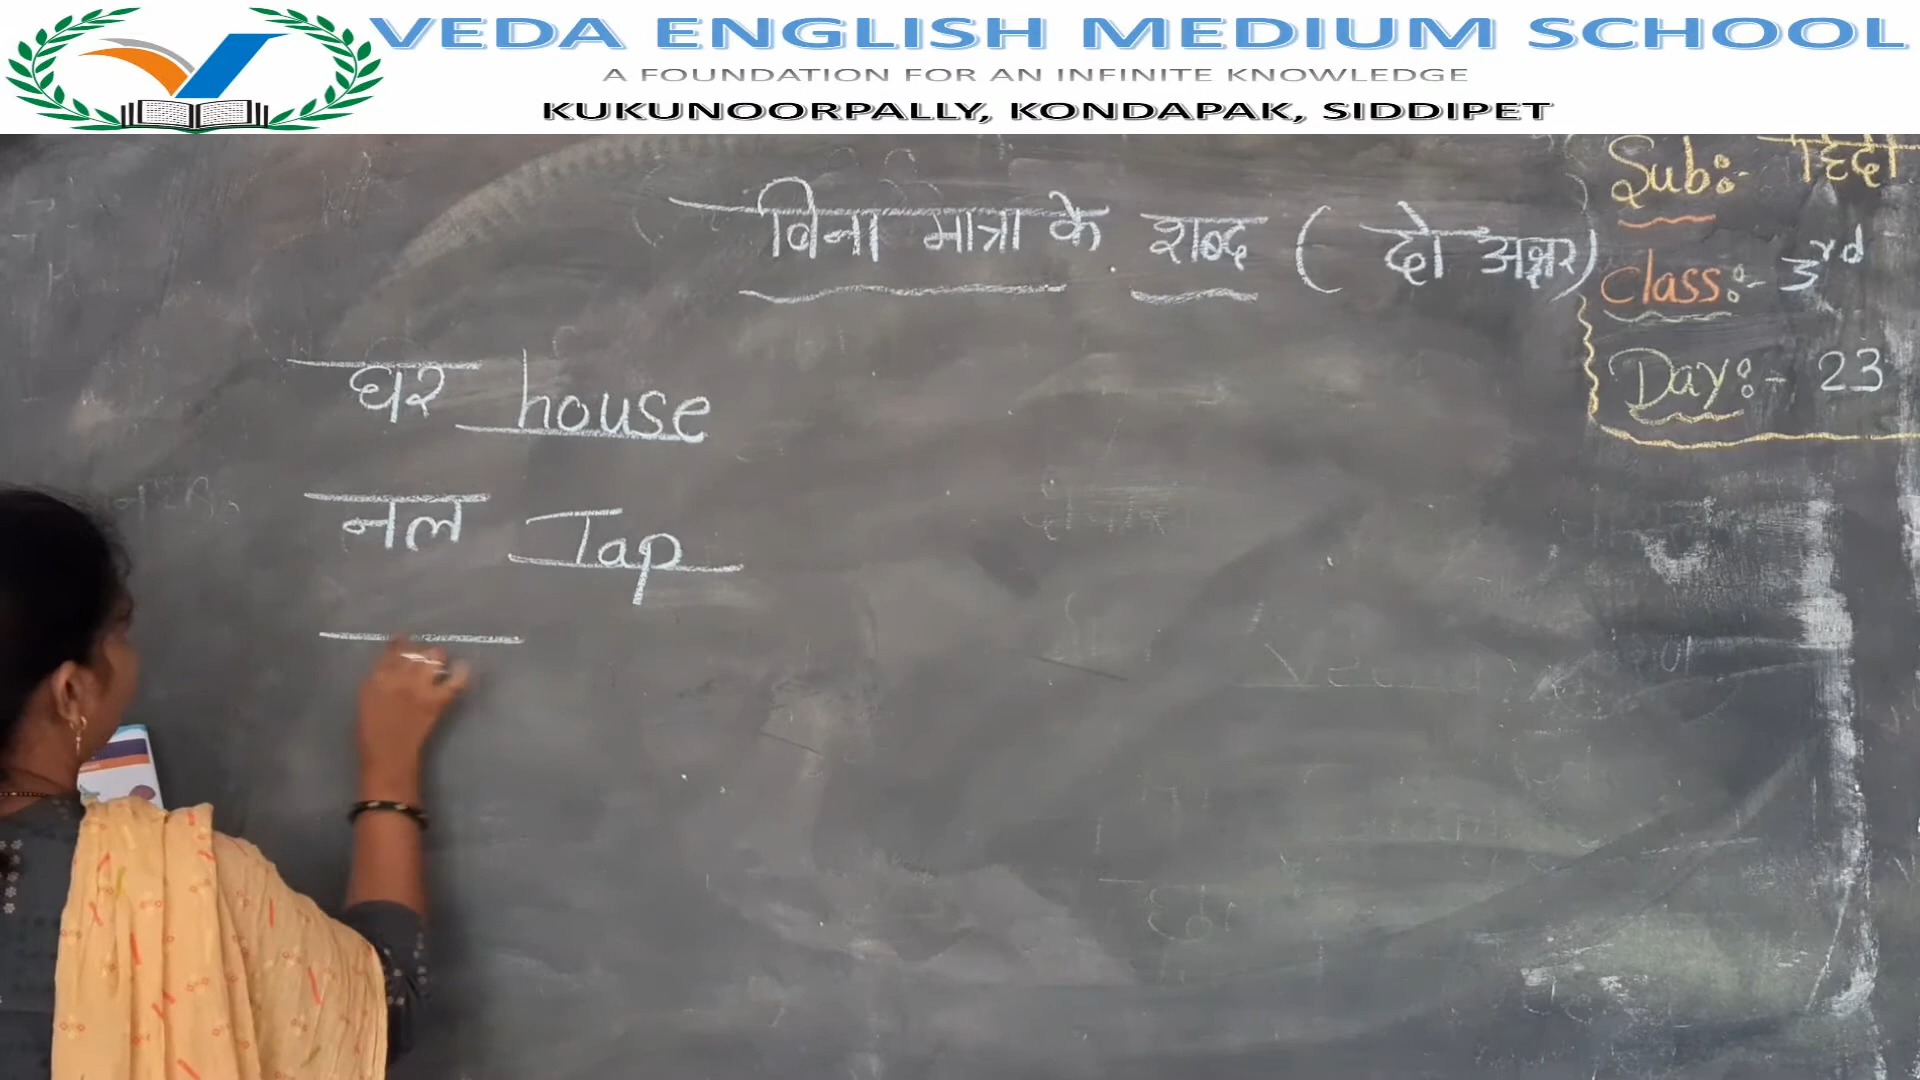 VEDA ENGLISH MEDIUM SCHOOL
A FOUNDATION FOR AN INFINITE KNOWLEDGE
KUKUNOORPALLY, KONDAPAK, SIDDIPET
Sub:- हिंदी
बिना मात्रा के शब्द ( दो अक्षर)
Class:- 3rd
Day:- 23
घर house
नल Tap